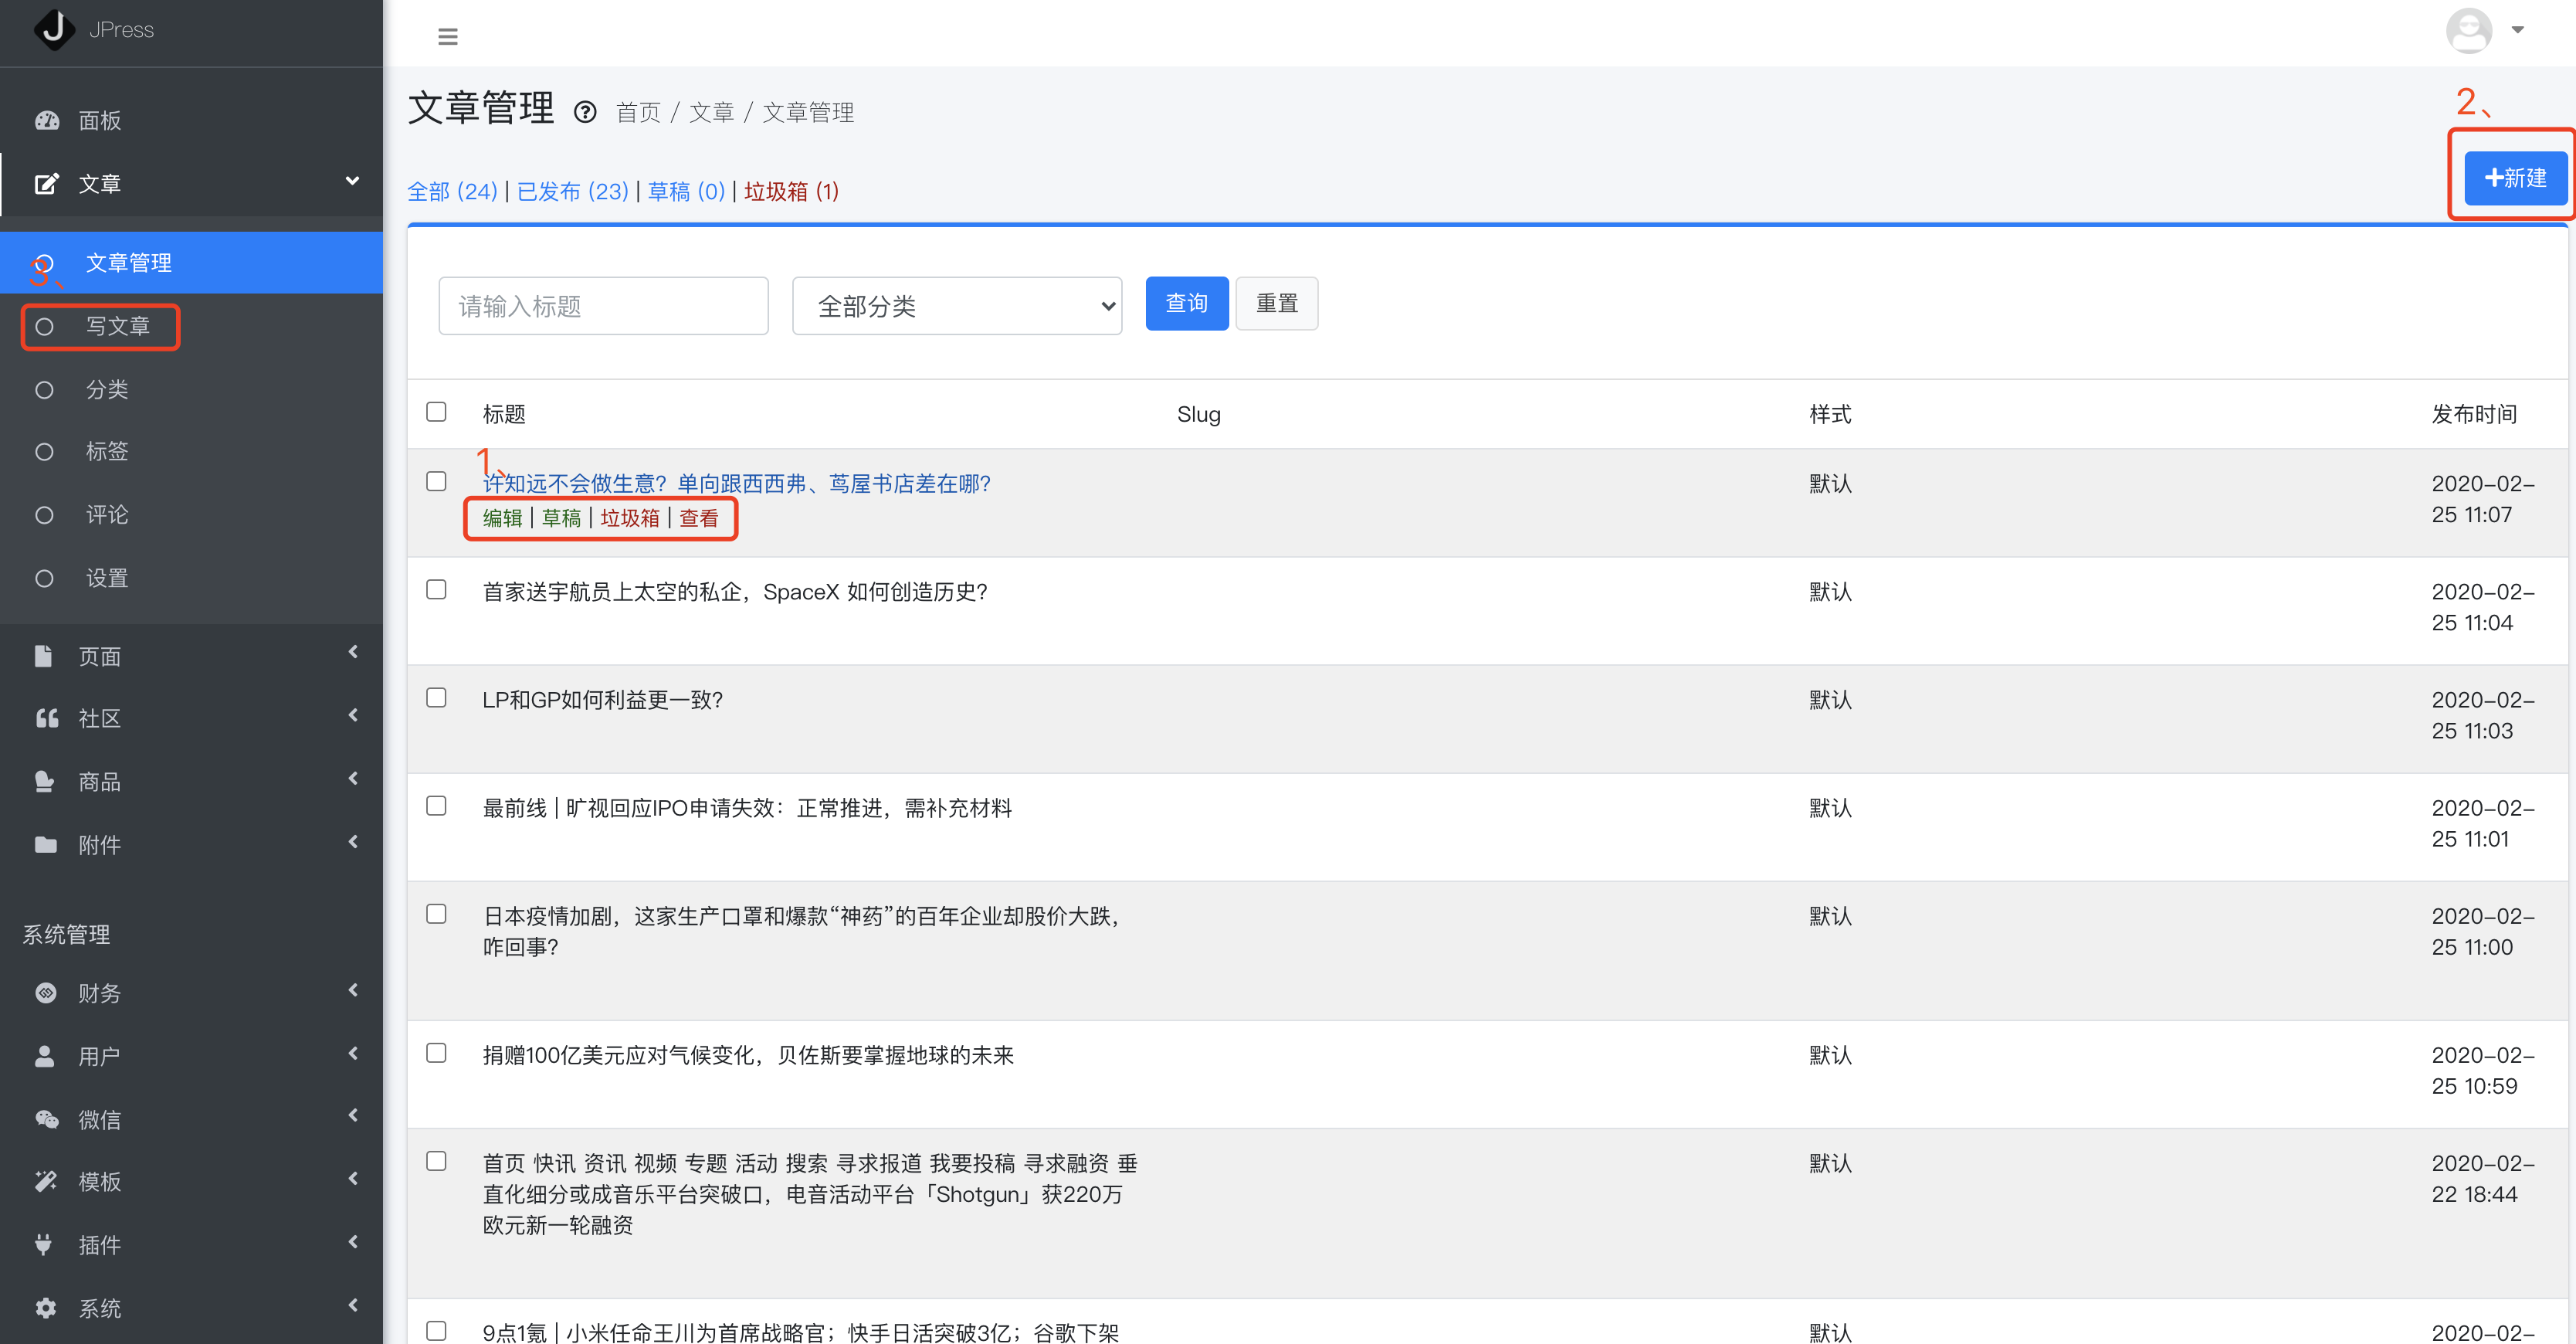 JPress
面板
文章
3、
文章管理
写文章
分类
标签
评论
设置
页面
社区
商品
附件
系统管理
财务
用户
微信
模板
插件
系统
文章管理 首页 / 文章 / 文章管理
2、
全部 (24) | 已发布 (23) | 草稿 (0) | 垃圾箱 (1)
新建
请输入标题 全部分类 查询 重置
标题 Slug 样式 发布时间
1、
许知远不会做生意？单向跟西西弗、茑屋书店差在哪？ 默认 2020-02-
25 11:07
编辑 | 草稿 | 垃圾箱 | 查看
首家送宇航员上太空的私企，SpaceX 如何创造历史？ 默认 2020-02-
25 11:04
LP和GP如何利益更一致？ 默认 2020-02-
25 11:03
最前线 | 旷视回应IPO申请失效：正常推进，需补充材料 默认 2020-02-
25 11:01
日本疫情加剧，这家生产口罩和爆款“神药”的百年企业却股价大跌， 默认 2020-02-
咋回事？ 25 11:00
捐赠100亿美元应对气候变化，贝佐斯要掌握地球的未来 默认 2020-02-
25 10:59
首页 快讯 资讯 视频 专题 活动 搜索 寻求报道 我要投稿 寻求融资 垂 默认 2020-02-
直化细分或成音乐平台突破口，电音活动平台「Shotgun」获220万 22 18:44
欧元新一轮融资
9点1氪 | 小米任命王川为首席战略官；快手日活突破3亿；谷歌下架 默认 2020-02-